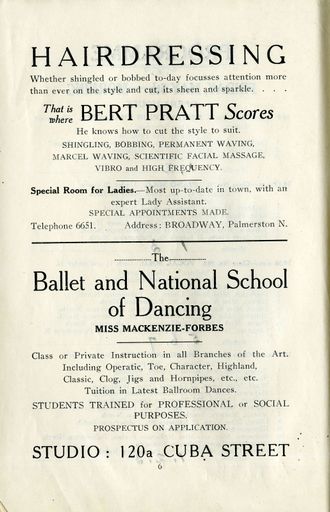 HAIRDRESSING
Whether shingled or bobbed to-day focusses attention more
than ever on the style and cut, its sheen and sparkle. . . .
That is where BERT PRATT Scores
He knows how to cut the style to suit.
SHINGLING, BOBBING, PERMANENT WAVING,
MARCEL WAVING, SCIENTIFIC FACIAL MASSAGE,
VIBRO and HIGH FREQUENCY.
Special Room for Ladies.—Most up-to-date in town, with an
expert Lady Assistant.
SPECIAL APPOINTMENTS MADE.
Telephone 6651. Address: BROADWAY, Palmerston N.
The
Ballet and National School
of Dancing
MISS MACKENZIE-FORBES
Class or Private Instruction in all Branches of the Art.
Including Operatic, Toe, Character, Highland,
Classic, Clog, Jigs and Hornpipes, etc., etc.
Tuition in Latest Ballroom Dances.
STUDENTS TRAINED for PROFESSIONAL or SOCIAL
PURPOSES.
PROSPECTUS ON APPLICATION.
STUDIO: 120a CUBA STREET
6